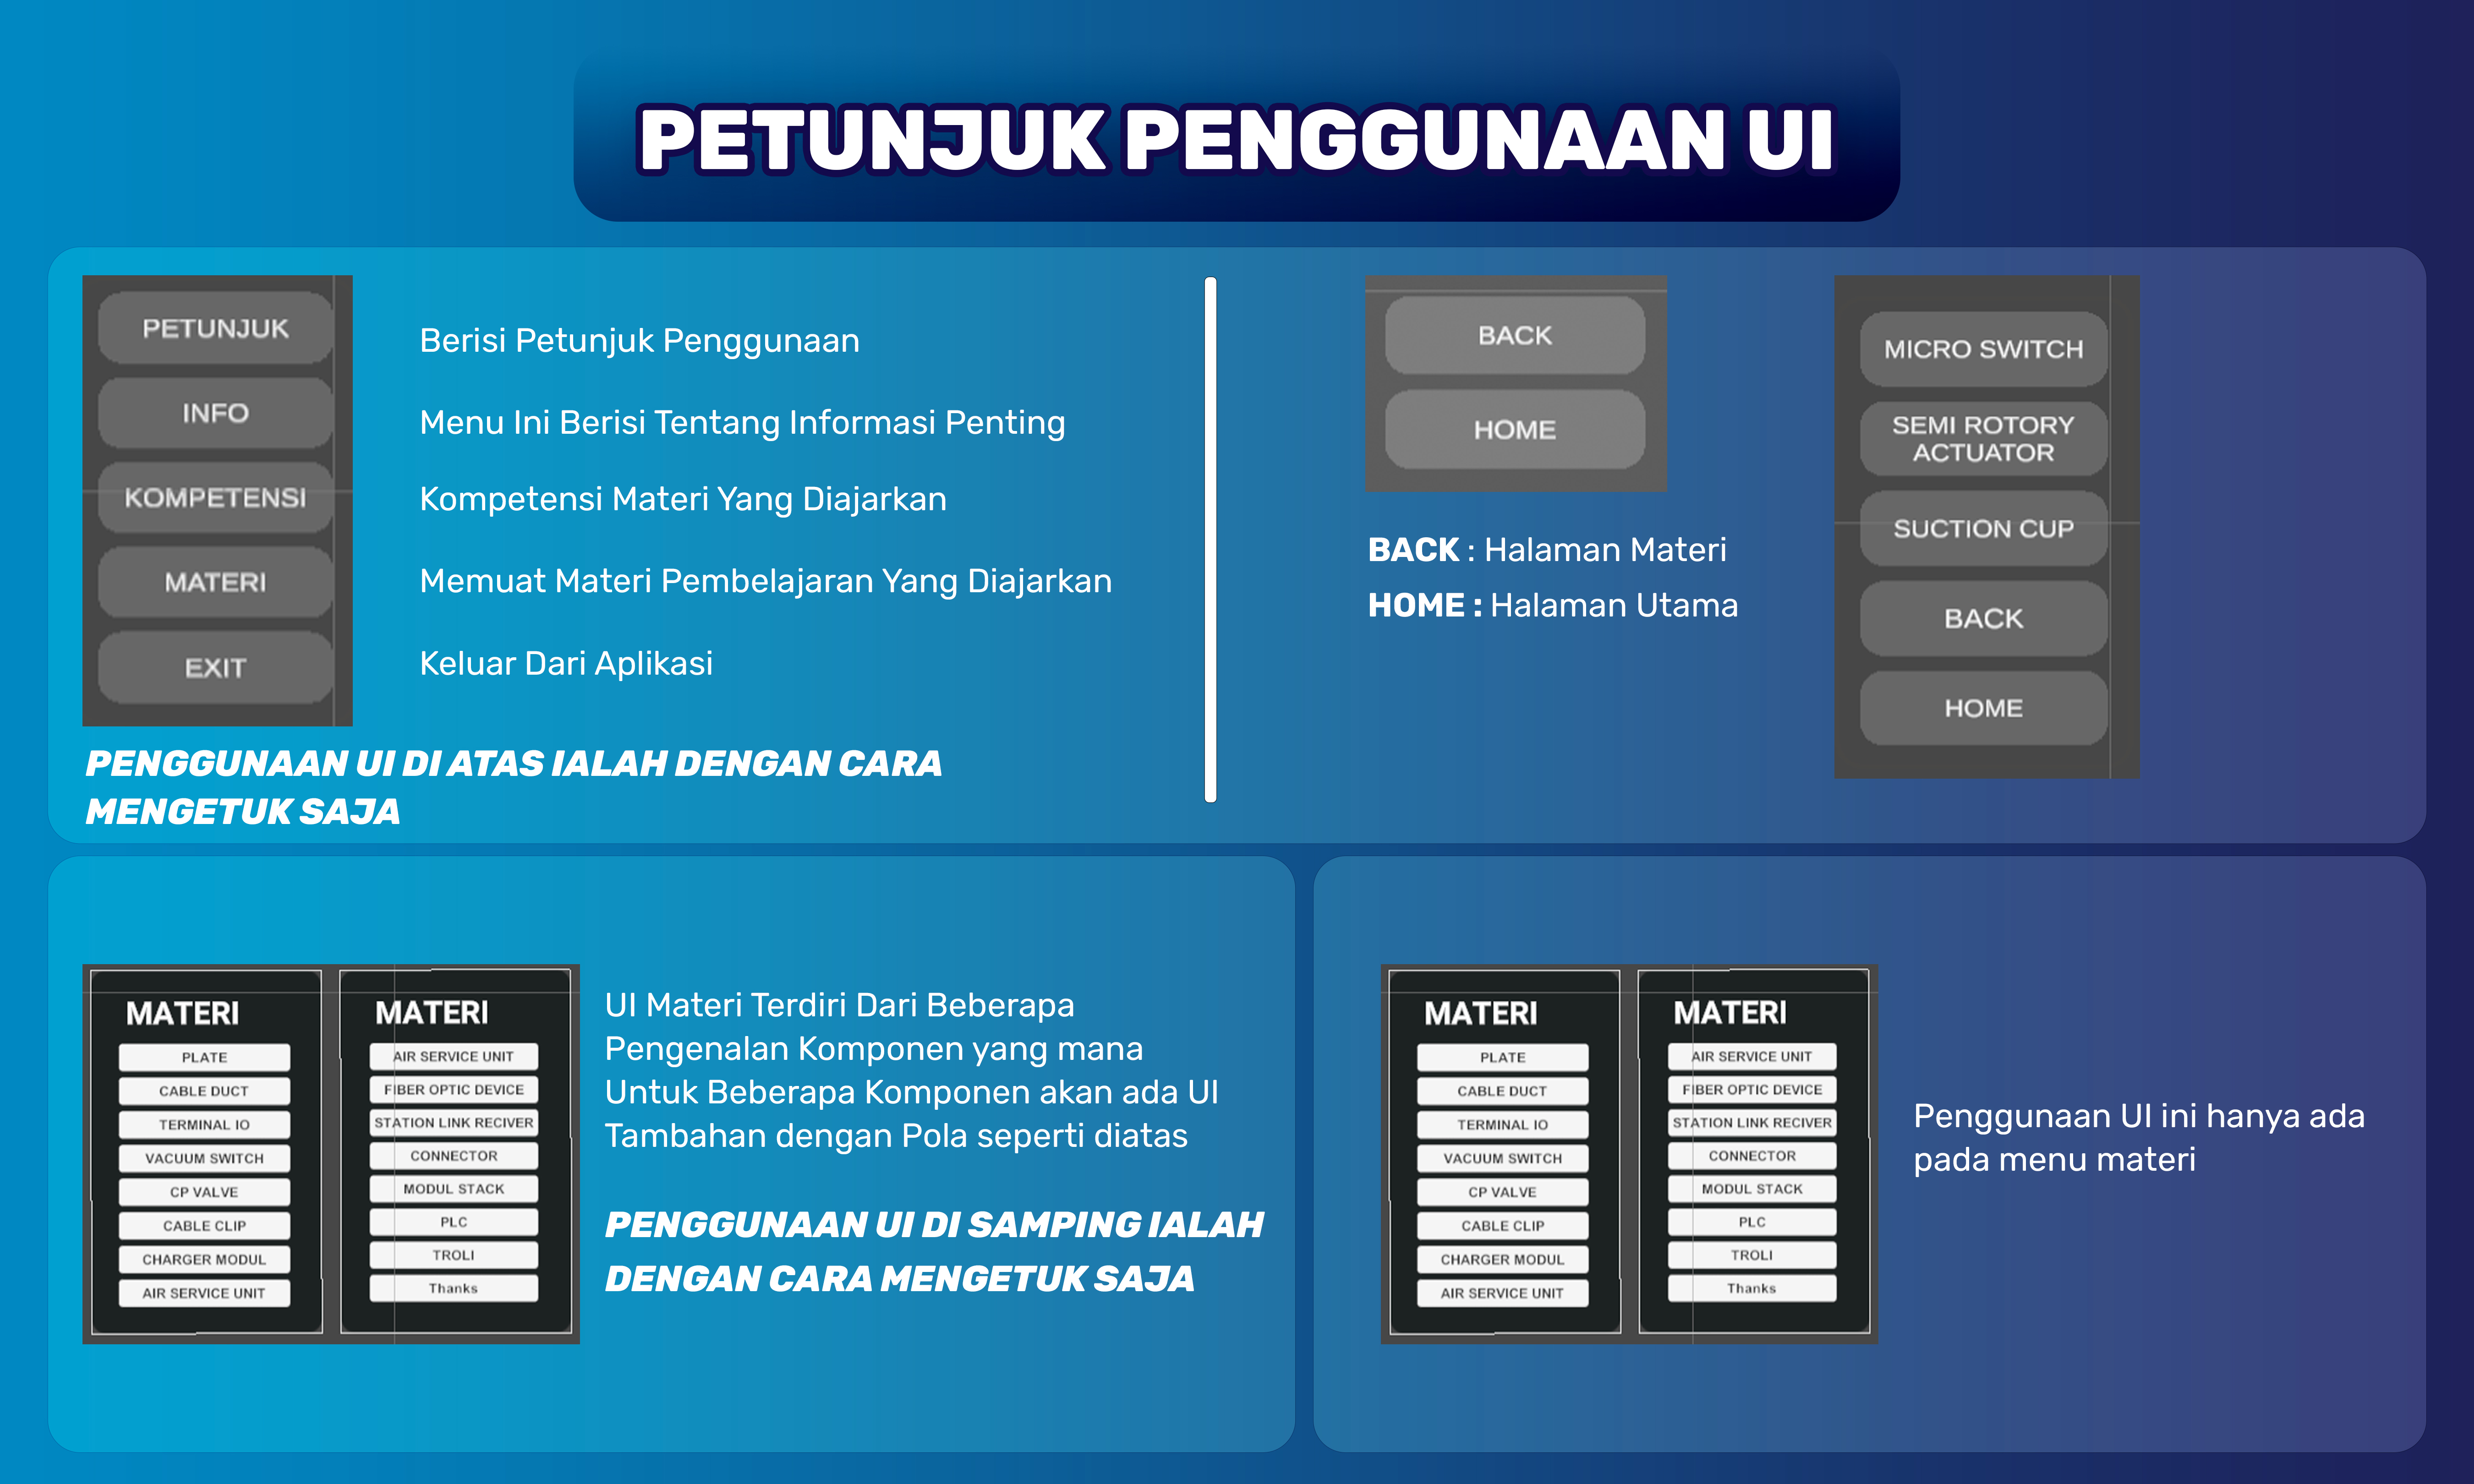 PETUNJUK PENGGUNAAN UI
PETUNJUK
INFO
KOMPETENSI
MATERI
EXIT
Berisi Petunjuk Penggunaan
Menu Ini Berisi Tentang Informasi Penting
Kompetensi Materi Yang Diajarkan
Memuat Materi Pembelajaran Yang Diajarkan
Keluar Dari Aplikasi
PENGGUNAAN UI DI ATAS IALAH DENGAN CARA
MENGETUK SAJA
BACK
HOME
BACK : Halaman Materi
HOME : Halaman Utama
MICRO SWITCH
SEMI ROTORY
ACTUATOR
SUCTION CUP
BACK
HOME
MATERI
PLATE
CABLE DUCT
TERMINAL IO
VACUUM SWITCH
CP VALVE
CABLE CLIP
CHARGER MODUL
AIR SERVICE UNIT
MATERI
AIR SERVICE UNIT
FIBER OPTIC DEVICE
STATION LINK RECIVER
CONNECTOR
MODUL STACK
PLC
TROLI
Thanks
UI Materi Terdiri Dari Beberapa
Pengenalan Komponen yang mana
Untuk Beberapa Komponen akan ada UI
Tambahan dengan Pola seperti diatas
PENGGUNAAN UI DI SAMPING IALAH
DENGAN CARA MENGETUK SAJA
MATERI
PLATE
CABLE DUCT
TERMINAL IO
VACUUM SWITCH
CP VALVE
CABLE CLIP
CHARGER MODUL
AIR SERVICE UNIT
MATERI
AIR SERVICE UNIT
FIBER OPTIC DEVICE
STATION LINK RECIVER
CONNECTOR
MODUL STACK
PLC
TROLI
Thanks
Penggunaan UI ini hanya ada
pada menu materi